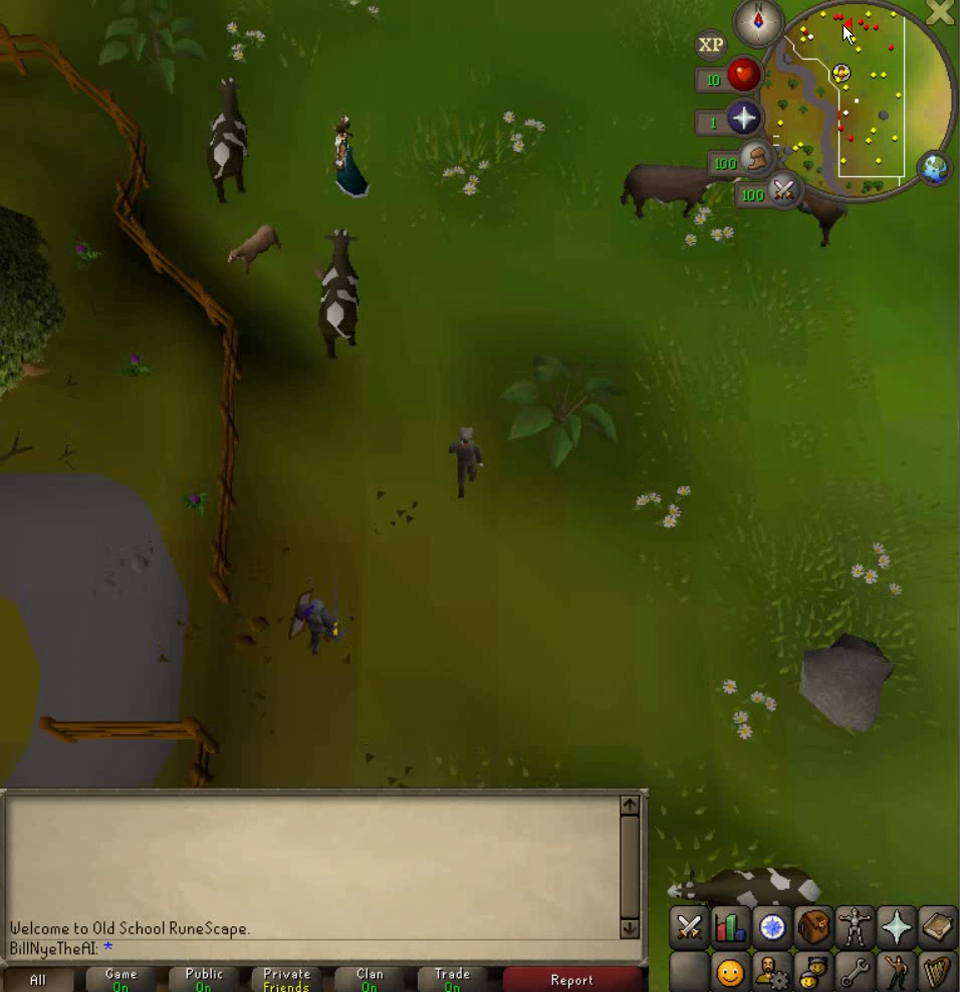 N
XP
10
1
100
100
Welcome to Old School RuneScape.
BillNyeTheAI: *
All
Game
On
Public
On
Private
Friends
Clan
On
Trade
On
Report